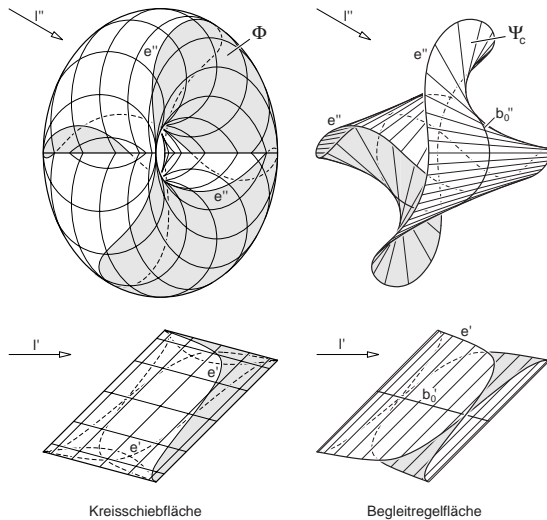 l''
e''
Φ
e''
l''
e''
Ψc
b₀''
e''
l'
e'
e'
l'
e'
b₀'
Kreisschiebfläche
Begleitregelfläche